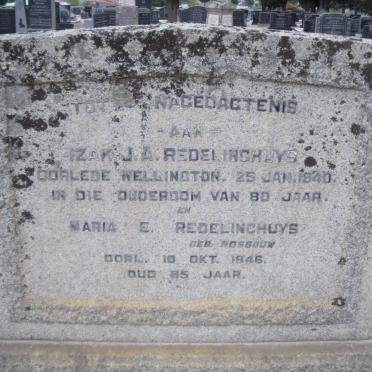 TOT NAGEDACTENIS
- AAN -
IZAK J. A. REDELINGHUYS
OORLEDE WELLINGTON. 25 JAN. 1940.
IN DIE OUDERDOM VAN 80 JAAR.
EN
MARIA E. REDELINGHUYS
GEB. ROSSOUW
OORL. 10 OKT. 1946.
OUD 85 JAAR.